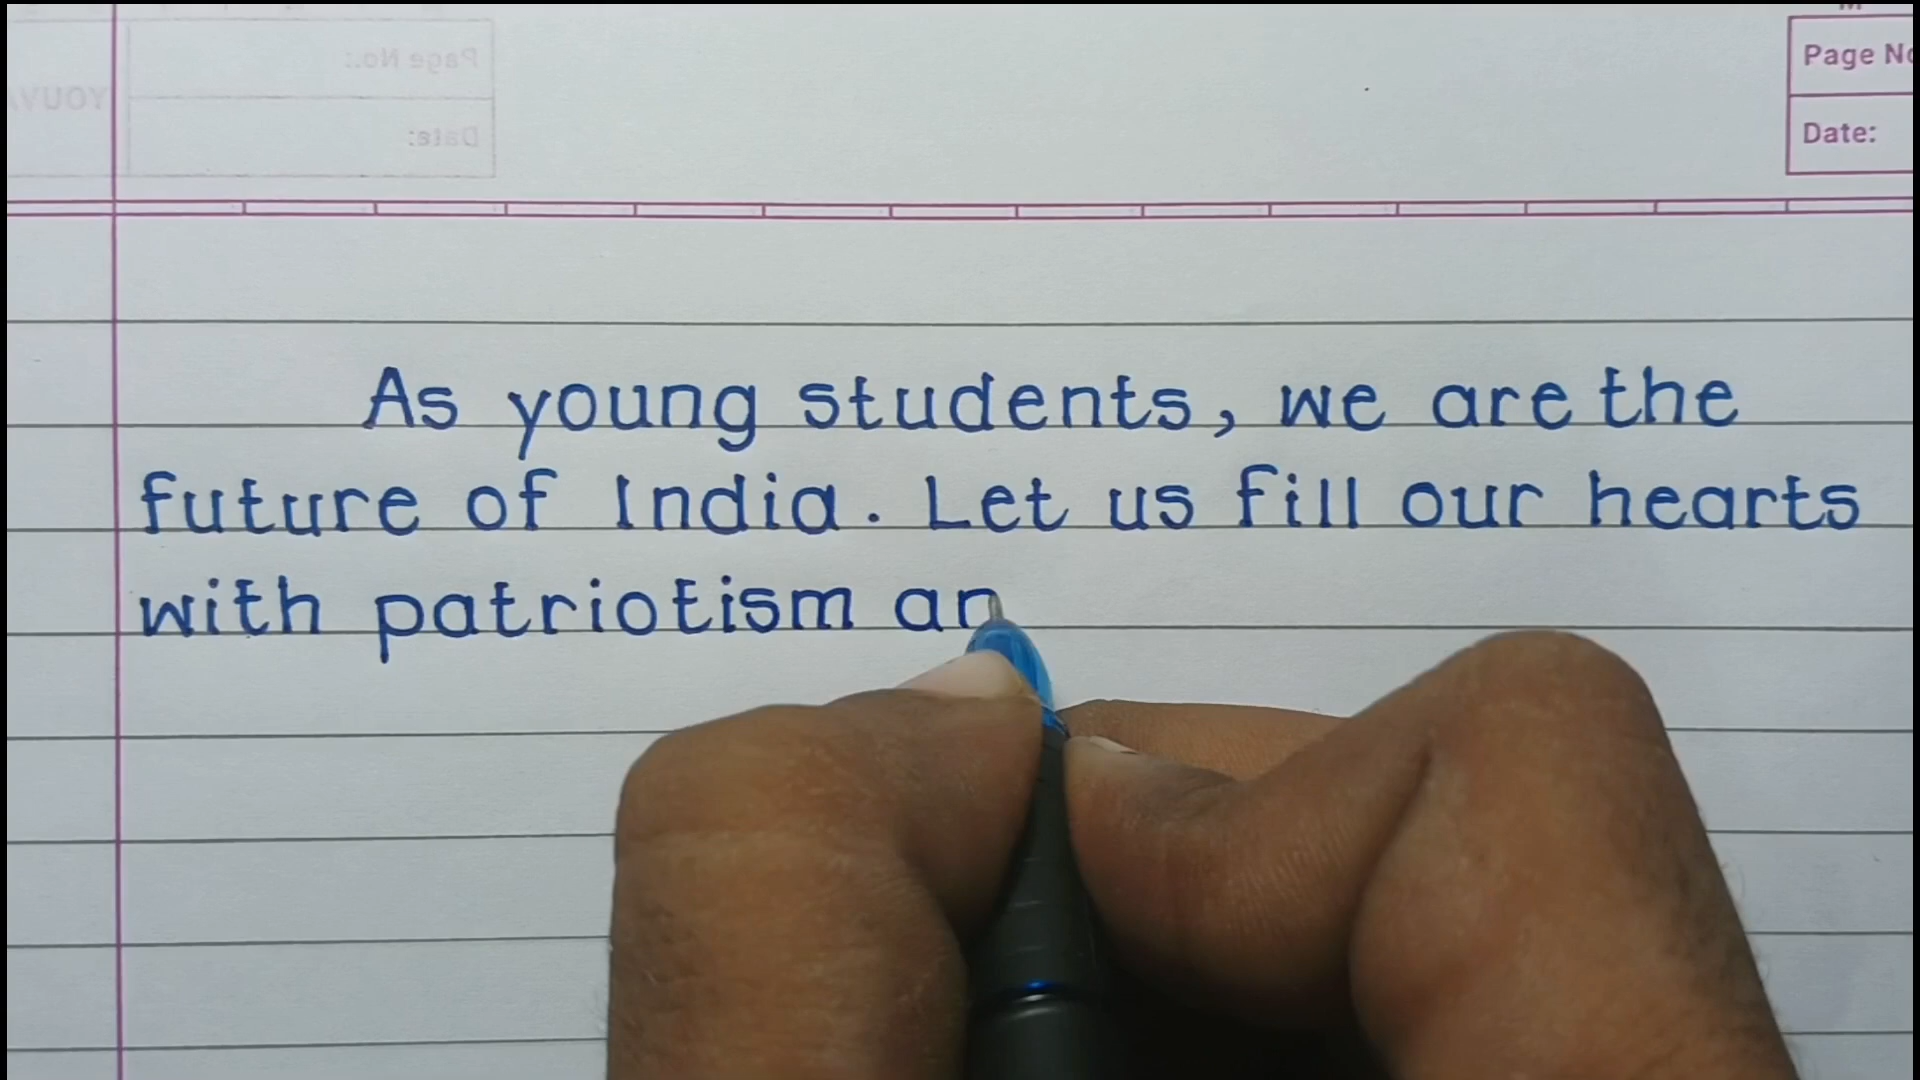 Page No
Date:
As young students, we are the
future of India. Let us fill our hearts
with patriotism an